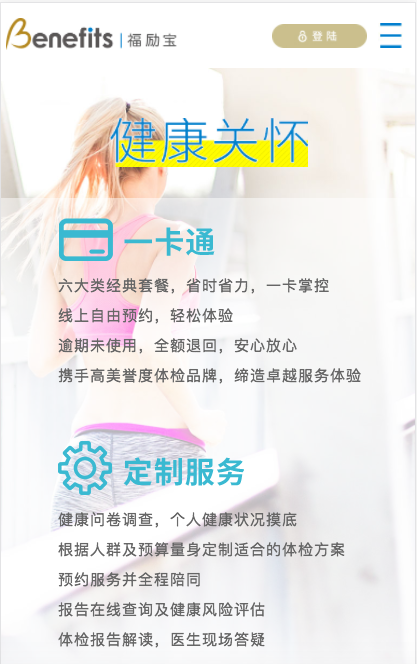 Benefits | 福励宝
登陆
健康关怀
一卡通
六大类经典套餐，省时省力，一卡掌控
线上自由预约，轻松体验
逾期未使用，全额退回，安心放心
携手高美誉度体检品牌，缔造卓越服务体验
定制服务
健康问卷调查，个人健康状况摸底
根据人群及预算量身定制适合的体检方案
预约服务并全程陪同
报告在线查询及健康风险评估
体检报告解读，医生现场答疑